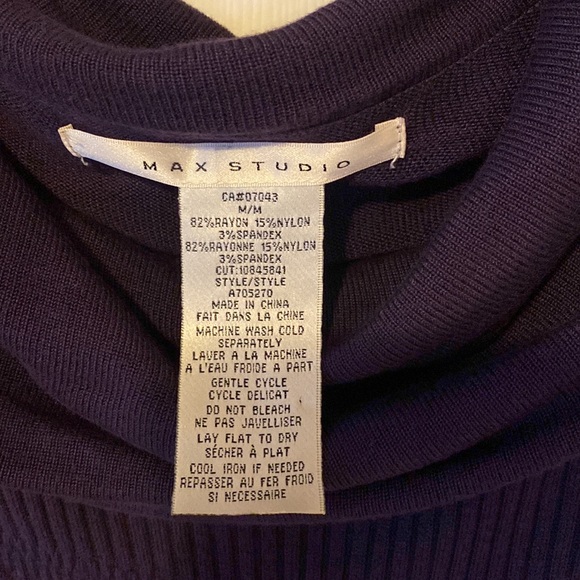 MAX STUDIO
CA#07043
M/M
82%RAYON 15%NYLON
3%SPANDEX
82%RAYONNE 15%NYLON
3%SPANDEX
CUT:10845841
STYLE/STYLE
A705270
MADE IN CHINA
FAIT DANS LA CHINE
MACHINE WASH COLD
SEPARATELY
LAVER A LA MACHINE
A L'EAU FROIDE A PART
GENTLE CYCLE
CYCLE DELICAT
DO NOT BLEACH
NE PAS JAVELLISER
LAY FLAT TO DRY
SÉCHER À PLAT
COOL IRON IF NEEDED
REPASSER AU FER FROID
SI NECESSAIRE